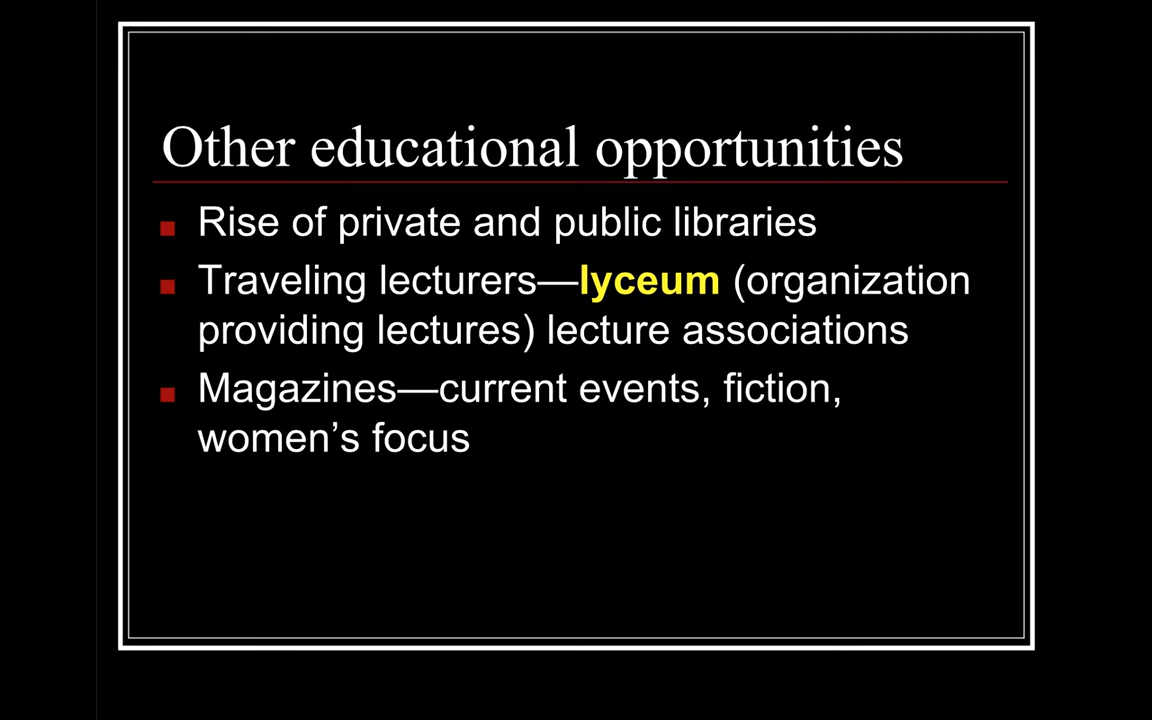 Other educational opportunities
Rise of private and public libraries
Traveling lecturers—lyceum (organization
providing lectures) lecture associations
Magazines—current events, fiction,
women’s focus